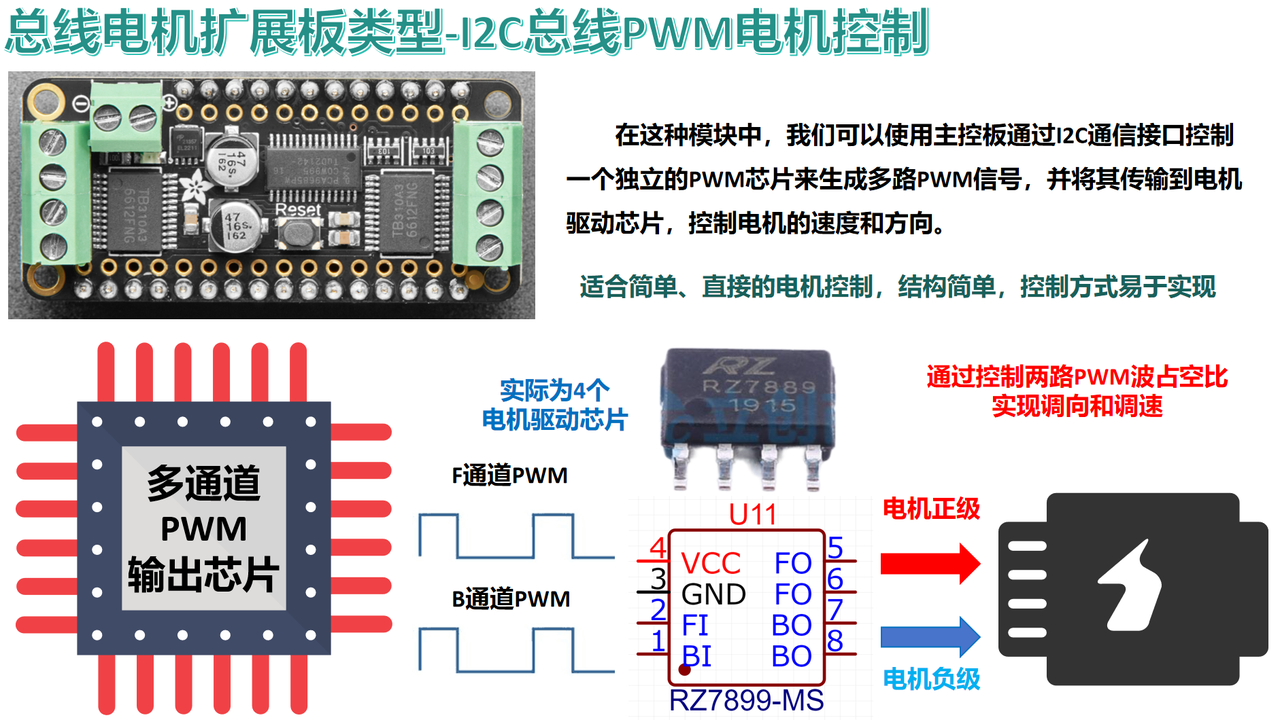 总线电机扩展板类型-I2C总线PWM电机控制
在这种模块中，我们可以使用主控板通过I2C通信接口控制
一个独立的PWM芯片来生成多路PWM信号，并将其传输到电机
驱动芯片，控制电机的速度和方向。
适合简单、直接的电机控制，结构简单，控制方式易于实现
TB310A3
6612FNG
47
16S.
162
47
16S.
162
Reset
103
103
TB310A3
6612FNG
多通道
PWM
输出芯片
实际为4个
电机驱动芯片
F通道PWM
B通道PWM
RZ
RZ7889
1915
立创
通过控制两路PWM波占空比
实现调向和调速
U11
4 VCC FO 5
3 GND FO 6
2 FI BO 7
1 BI BO 8
RZ7899-MS
电机正级
电机负级